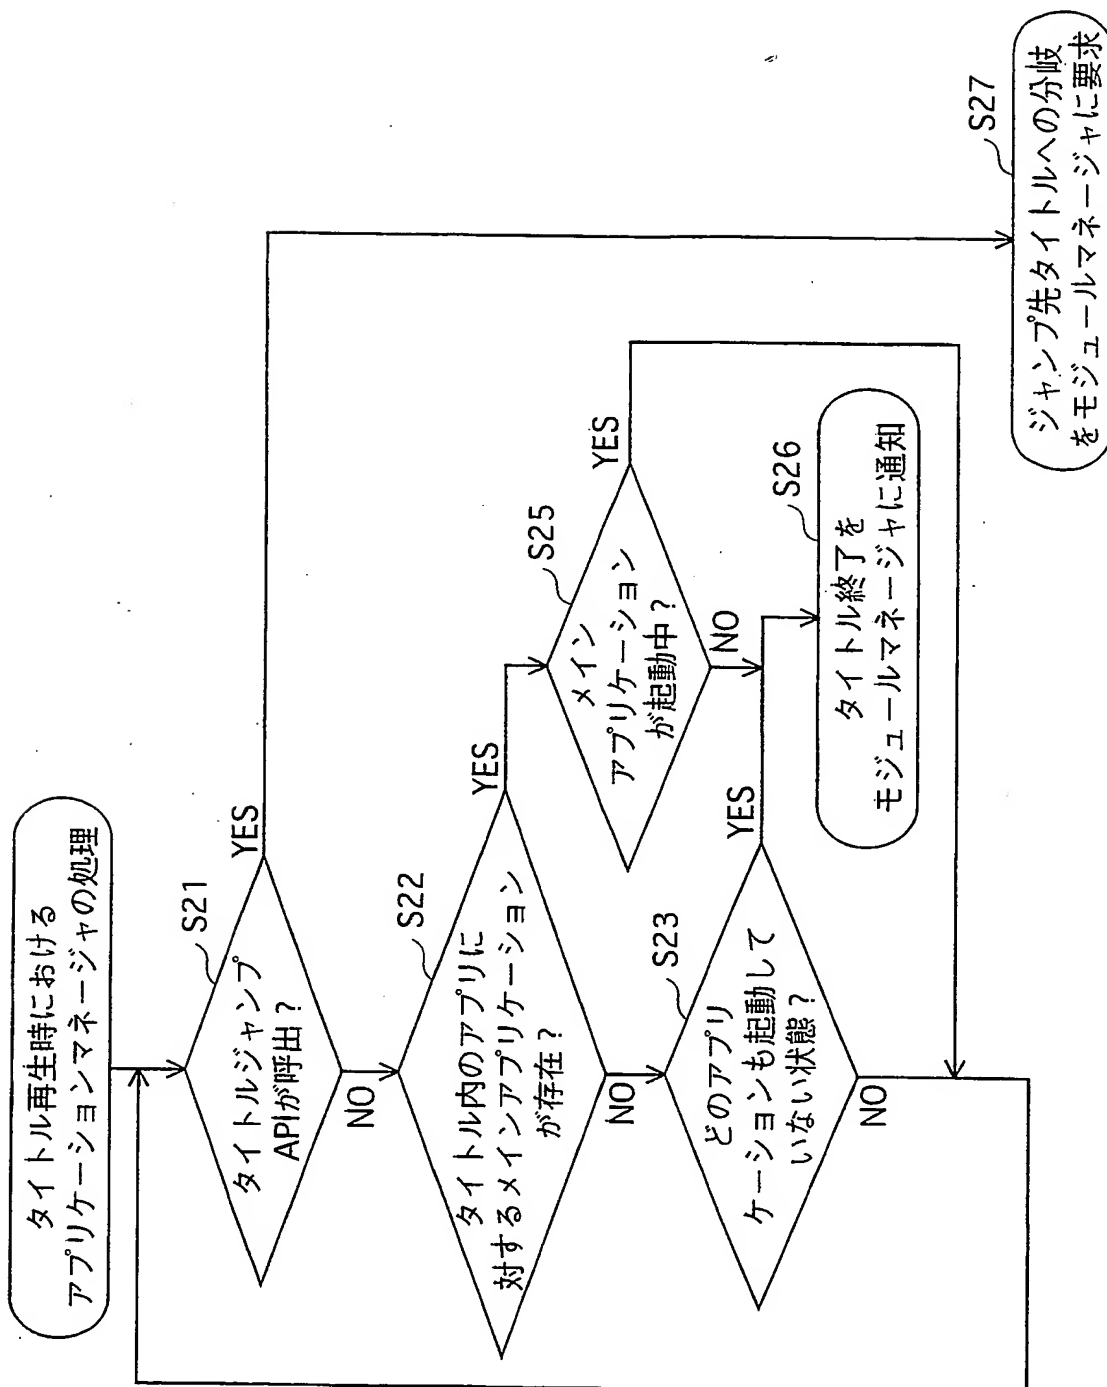 タイトル再生時における
アプリケーションマネージャの処理
S21
タイトルジャンプ
APIが呼出？
YES
NO
S22
タイトル内のアプリに
対するメインアプリケーション
が存在？
YES
NO
S25
メイン
アプリケーション
が起動中？
YES
NO
S23
どのアプリ
ケーションも起動して
いない状態？
YES
NO
S26
タイトル終了を
モジュールマネージャに通知
S27
ジャンプ先タイトルへの分岐
をモジュールマネージャに要求